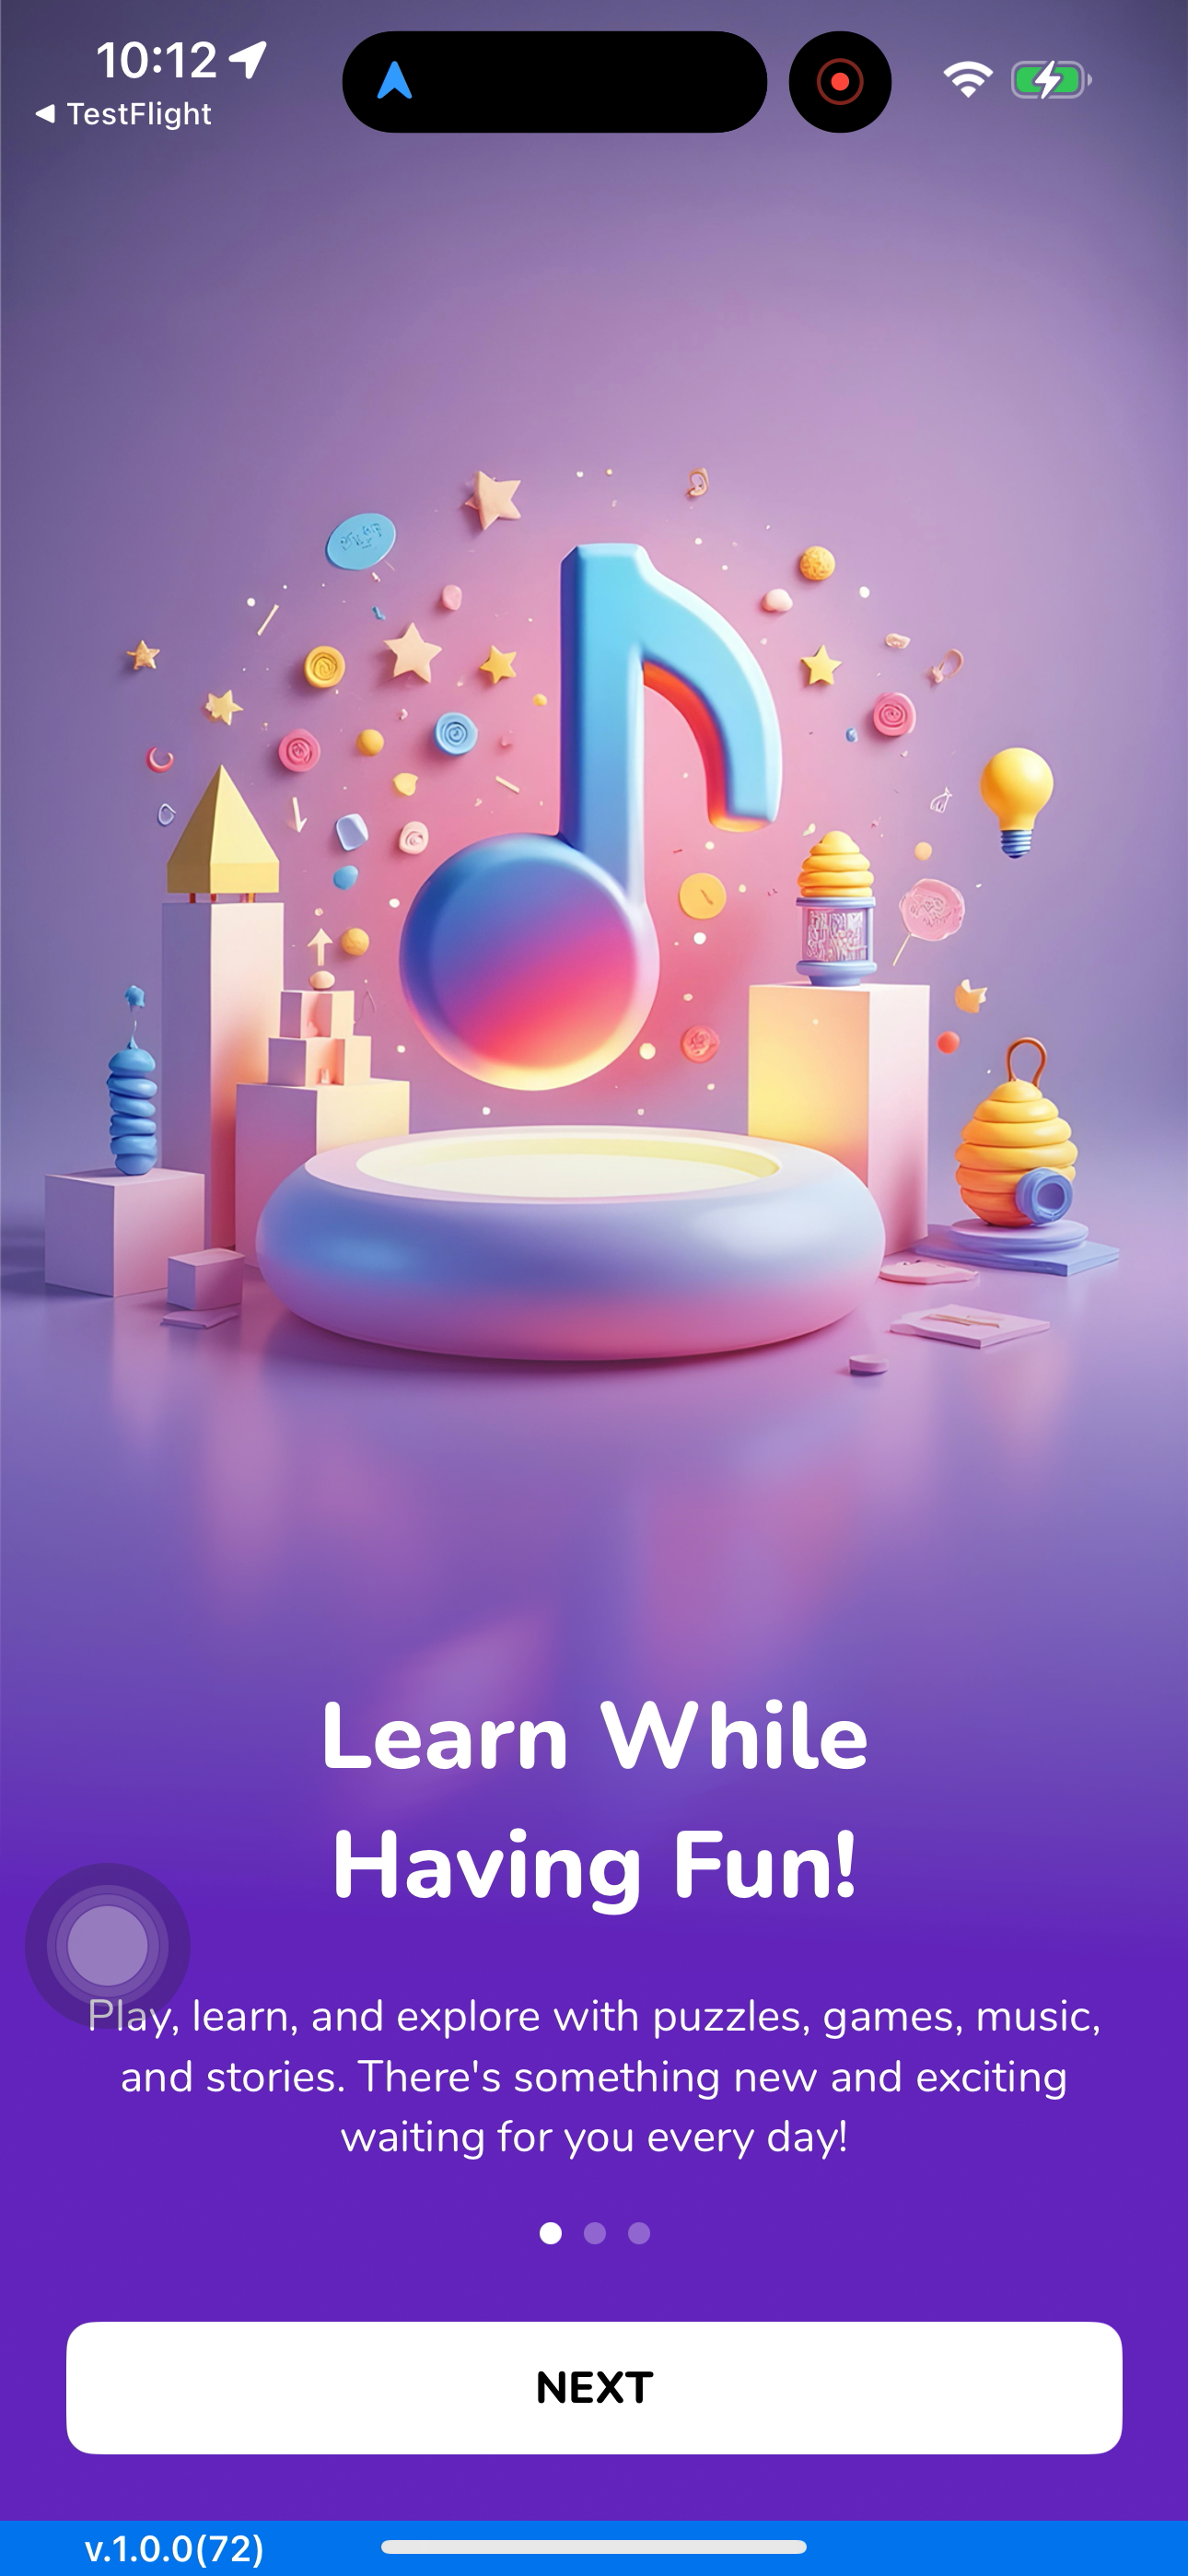 10:12
TestFlight
Learn While
Having Fun!
Play, learn, and explore with puzzles, games, music,
and stories. There's something new and exciting
waiting for you every day!
NEXT
v.1.0.0(72)